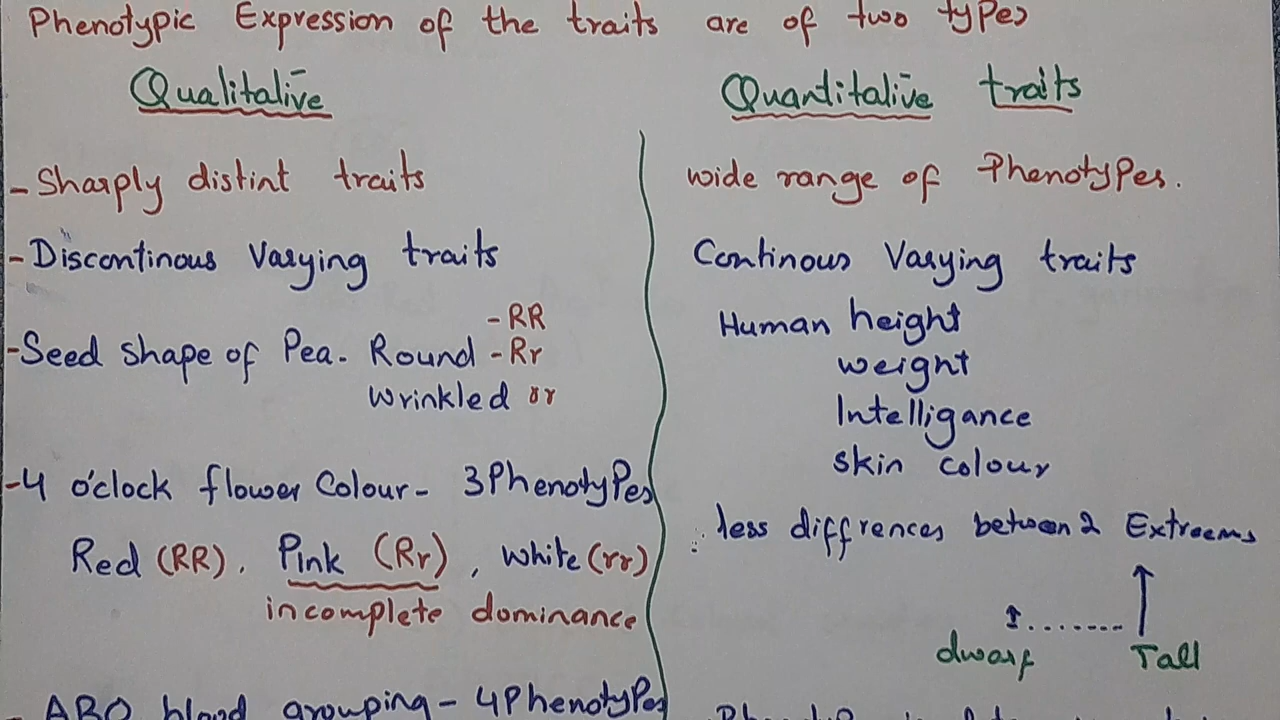 Phenotypic Expression of the traits are of two types
Qualitalive
Quantitalive traits
- Sharply distint traits
- Discontinous Varying traits
- Seed shape of Pea. Round - RR
- Rr
wrinkled rr
- 4 o'clock flower Colour - 3 Phenotypes
Red (RR), Pink (Rr), white (rr)
incomplete dominance
- ABO blood grouping - 4 Phenotypes
wide range of Phenotypes.
Continous Varying traits
Human height
weight
Intelligance
skin colour
less diffrences between 2 Extreems
dwarf Tall